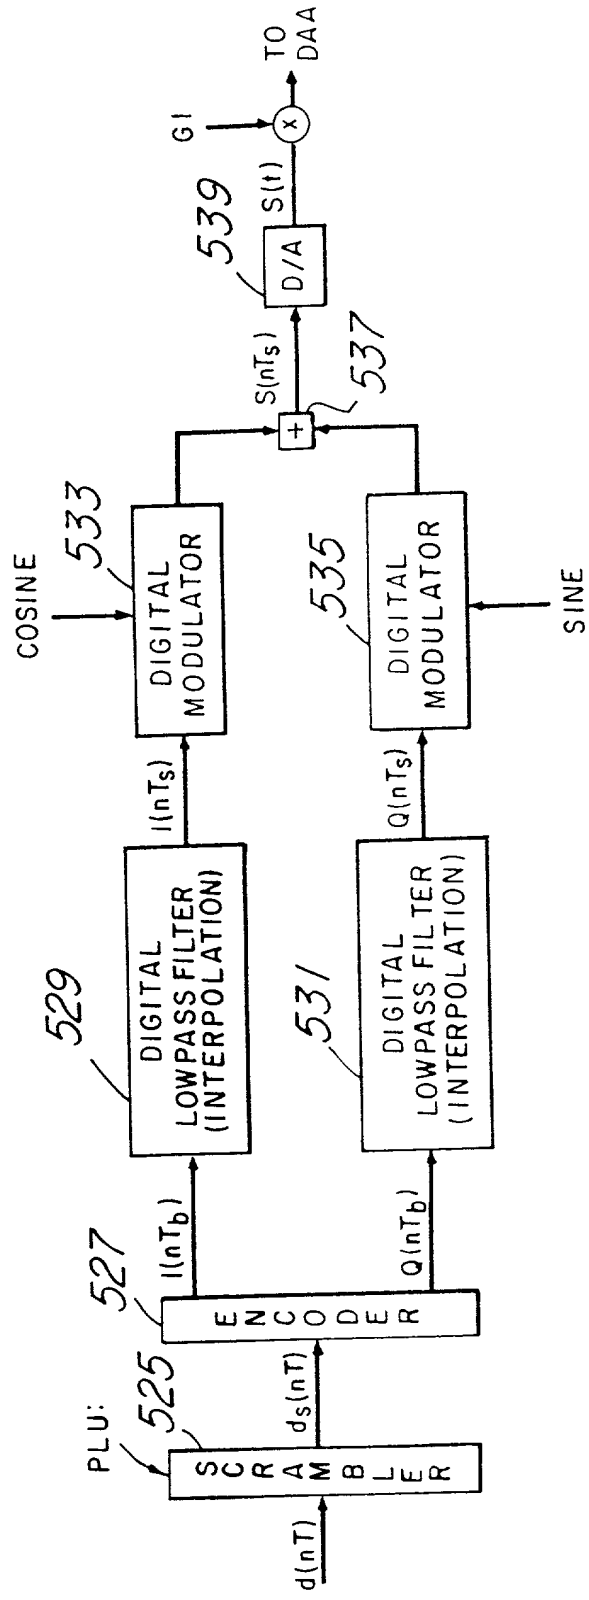 d(nT)
PLU:
525
SCRAMBLER
dS(nT)
527
ENCODER
I(nTb)
Q(nTb)
529
DIGITAL
LOWPASS FILTER
(INTERPOLATION)
531
DIGITAL
LOWPASS FILTER
(INTERPOLATION)
I(nTS)
Q(nTS)
COSINE
533
DIGITAL
MODULATOR
535
DIGITAL
MODULATOR
SINE
+
537
S(nTS)
539
D/A
S(t)
GI
X
TO
DAA